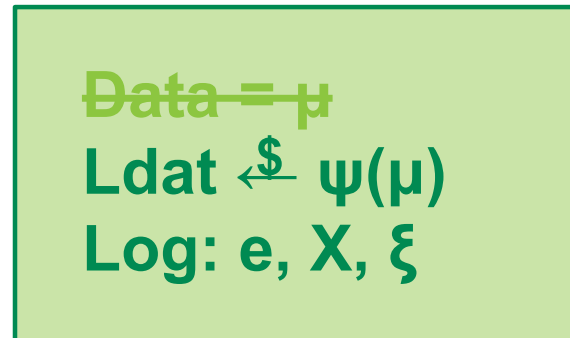 Data = μ
Ldat ←$ ψ(μ)
Log: e, X, ξ